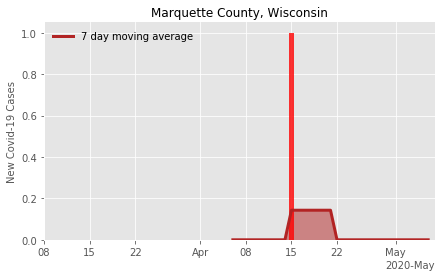 Marquette County, Wisconsin
7 day moving average
New Covid-19 Cases
1.0
0.8
0.6
0.4
0.2
0.0
08 15 22 Apr 08 15 22 May
2020-May